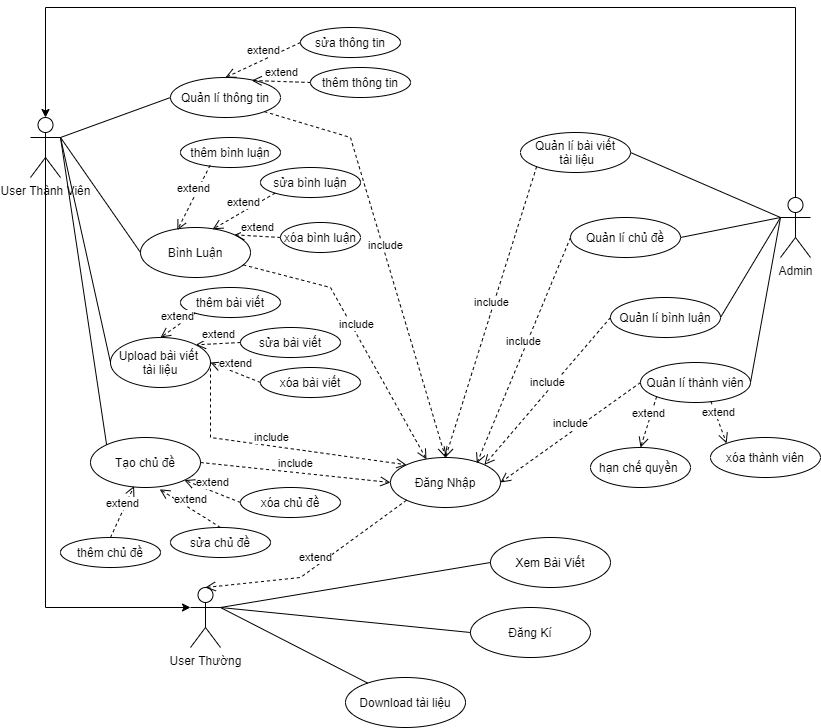 sửa thông tin
extend
extend
thêm thông tin
Quản lí thông tin
thêm bình luận
Quản lí bài viết
tài liệu
User Thành Viên
extend
sửa bình luận
extend
extend
xóa bình luận
Quản lí chủ đề
include
Bình Luận
Admin
thêm bài viết
include
extend
include
Quản lí bình luận
extend
sửa bài viết
include
Upload bài viết
tài liệu
extend
xóa bài viết
include
Quản lí thành viên
extend
extend
include
include
Tạo chủ đề
include
hạn chế quyền
xóa thành viên
extend
Đăng Nhập
extend
extend
xóa chủ đề
thêm chủ đề
sửa chủ đề
extend
Xem Bài Viết
Đăng Kí
User Thường
Download tài liệu